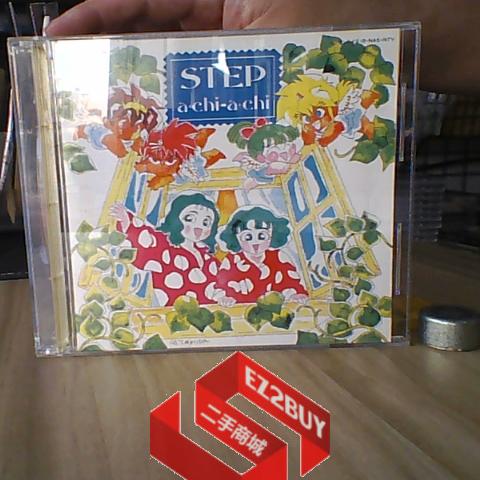 STEP
a·chi-a·chi
EZ2BUY
二手商城